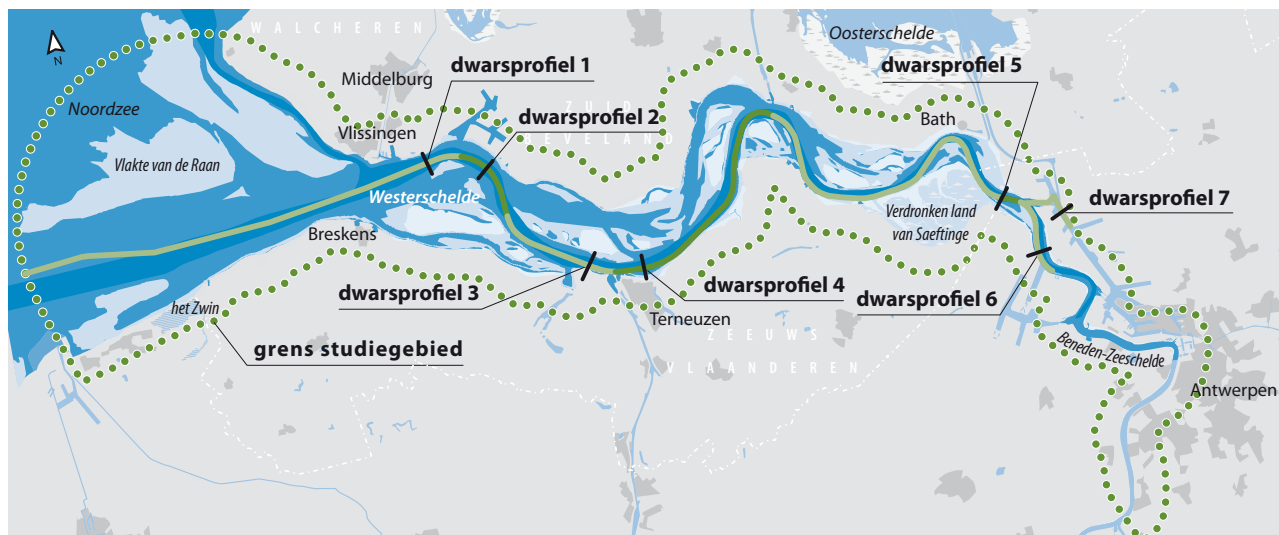 WALCHEREN
Oosterschelde
N
Middelburg
dwarsprofiel 1
dwarsprofiel 5
Noordzee
ZUID
BEVELAND
dwarsprofiel 2
Bath
Vlissingen
Vlakte van de Raan
Westerschelde
Verdronken land
van Saeftinge
dwarsprofiel 7
Breskens
dwarsprofiel 3
dwarsprofiel 4
dwarsprofiel 6
het Zwin
Terneuzen
ZEEUWS
VLAANDEREN
grens studiegebied
Beneden-Zeeschelde
Antwerpen